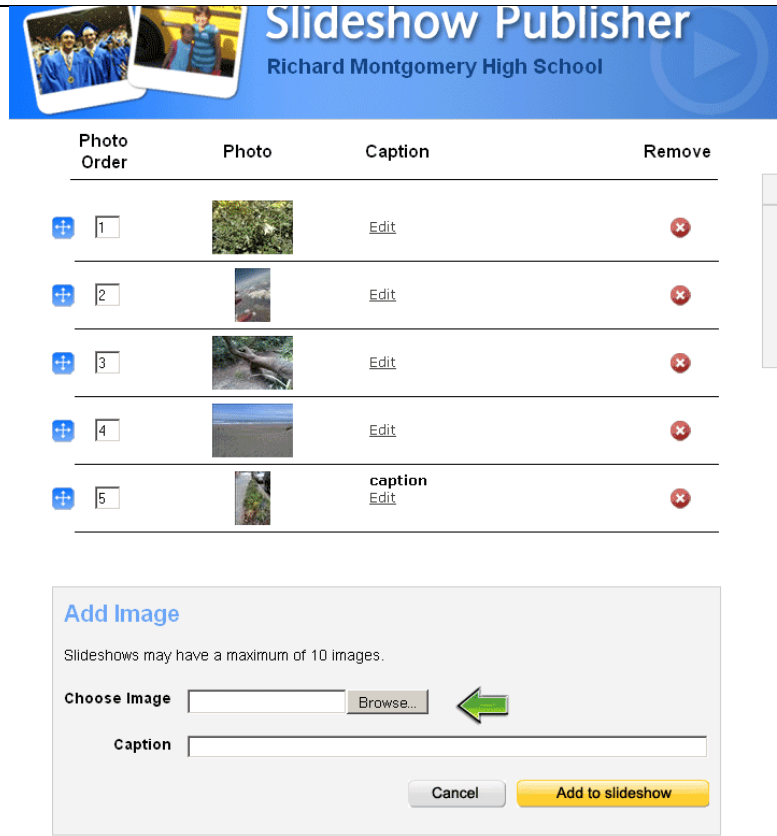 Slideshow Publisher
Richard Montgomery High School
Photo
Order
Photo
Caption
Remove
1
Edit
2
Edit
3
Edit
4
Edit
caption
5
Edit
Add Image
Slideshows may have a maximum of 10 images.
Choose Image
Browse...
Caption
Cancel
Add to slideshow